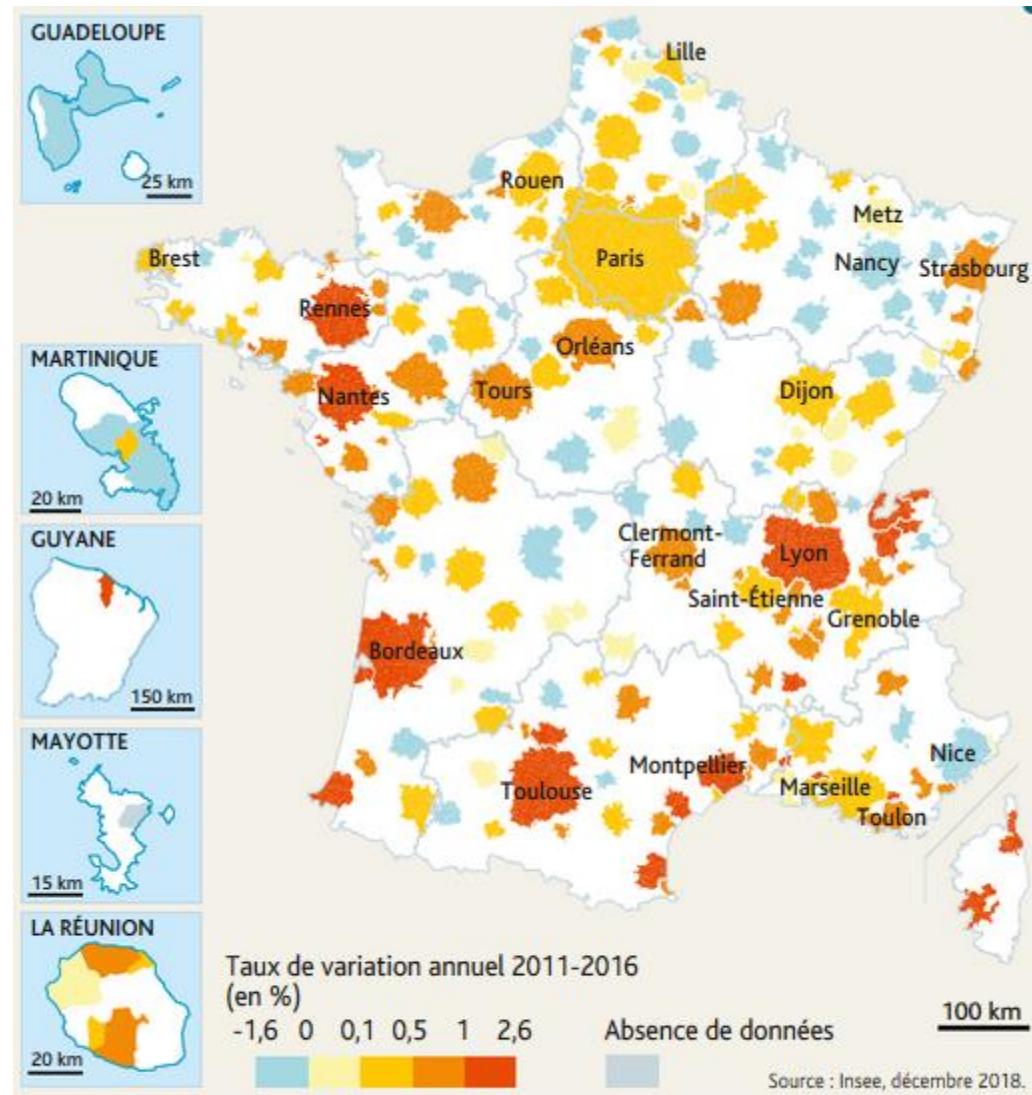 GUADELOUPE
25 km
MARTINIQUE
20 km
GUYANE
150 km
MAYOTTE
15 km
LA RÉUNION
20 km
Lille
Rouen
Metz
Paris
Brest
Nancy
Strasbourg
Rennes
Orléans
Nantes
Tours
Dijon
Clermont-
Ferrand
Lyon
Saint-Étienne
Grenoble
Bordeaux
Nice
Montpellier
Toulouse
Marseille
Toulon
Taux de variation annuel 2011-2016
(en %)
-1,6 0 0,1 0,5 1 2,6
Absence de données
100 km
Source : Insee, décembre 2018.